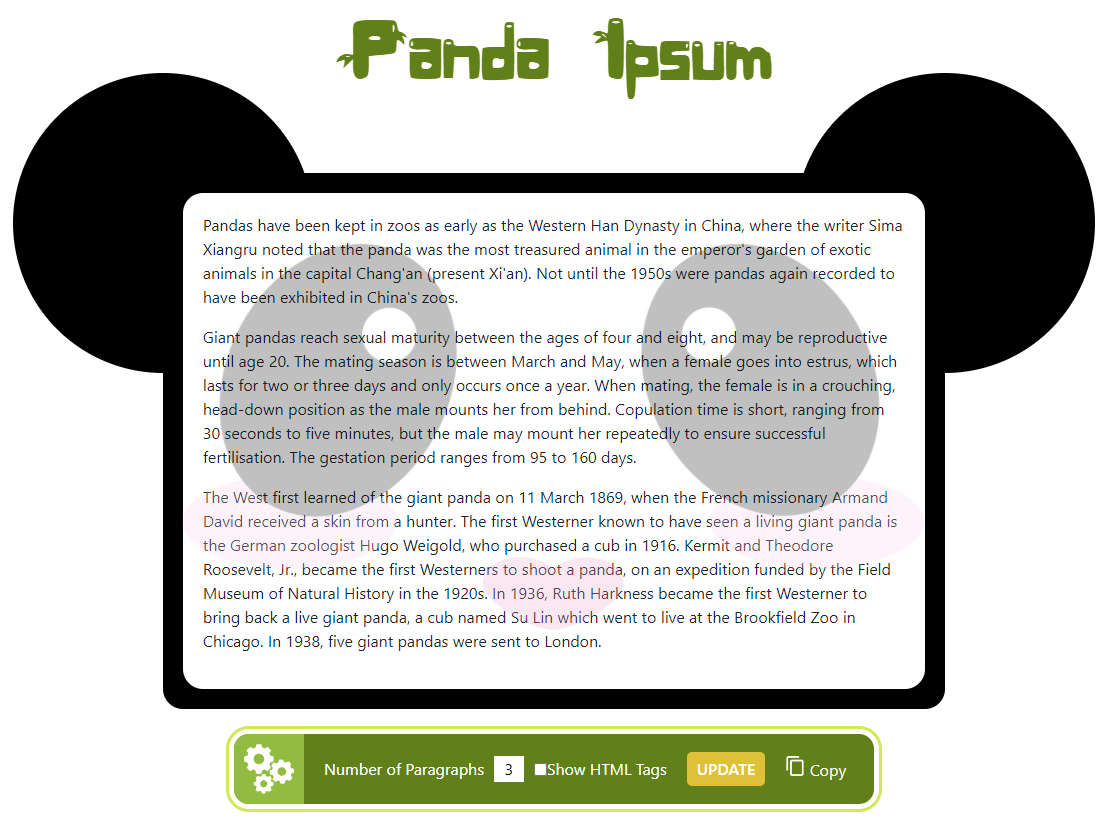 Panda Ipsum
Pandas have been kept in zoos as early as the Western Han Dynasty in China, where the writer Sima
Xiangru noted that the panda was the most treasured animal in the emperor's garden of exotic
animals in the capital Chang'an (present Xi'an). Not until the 1950s were pandas again recorded to
have been exhibited in China's zoos.
Giant pandas reach sexual maturity between the ages of four and eight, and may be reproductive
until age 20. The mating season is between March and May, when a female goes into estrus, which
lasts for two or three days and only occurs once a year. When mating, the female is in a crouching,
head-down position as the male mounts her from behind. Copulation time is short, ranging from
30 seconds to five minutes, but the male may mount her repeatedly to ensure successful
fertilisation. The gestation period ranges from 95 to 160 days.
The West first learned of the giant panda on 11 March 1869, when the French missionary Armand
David received a skin from a hunter. The first Westerner known to have seen a living giant panda is
the German zoologist Hugo Weigold, who purchased a cub in 1916. Kermit and Theodore
Roosevelt, Jr., became the first Westerners to shoot a panda, on an expedition funded by the Field
Museum of Natural History in the 1920s. In 1936, Ruth Harkness became the first Westerner to
bring back a live giant panda, a cub named Su Lin which went to live at the Brookfield Zoo in
Chicago. In 1938, five giant pandas were sent to London.
Number of Paragraphs 3 Show HTML Tags UPDATE Copy